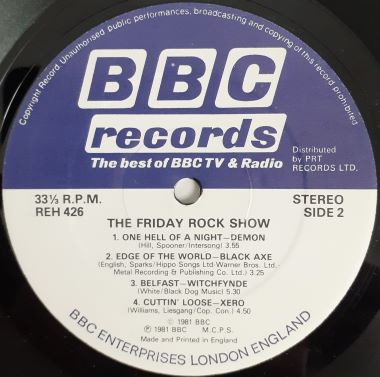 Copyright Record. Unauthorised public performances, broadcasting and copying of this record prohibited
BBC
records
The best of BBC TV & Radio
Distributed
by PRT
RECORDS LTD.
33⅓ R.P.M.
REH 426
STEREO
SIDE 2
THE FRIDAY ROCK SHOW
1. ONE HELL OF A NIGHT—DEMON
(Hill, Spooner/Intersong) 3.55
2. EDGE OF THE WORLD—BLACK AXE
(English, Sparks/Hippo Songs Ltd-Warner Bros. Ltd-
Metal Recording & Publishing Co. Ltd.) 3.25
3. BELFAST—WITCHFYNDE
(White/Black Dog Music) 5.30
4. CUTTIN' LOOSE—XERO
(Williams, Liesgang/Cop. Con.) 4.50
© 1981 BBC
℗ 1981 BBC M.C.P.S.
Made and Printed in England
BBC ENTERPRISES LONDON ENGLAND